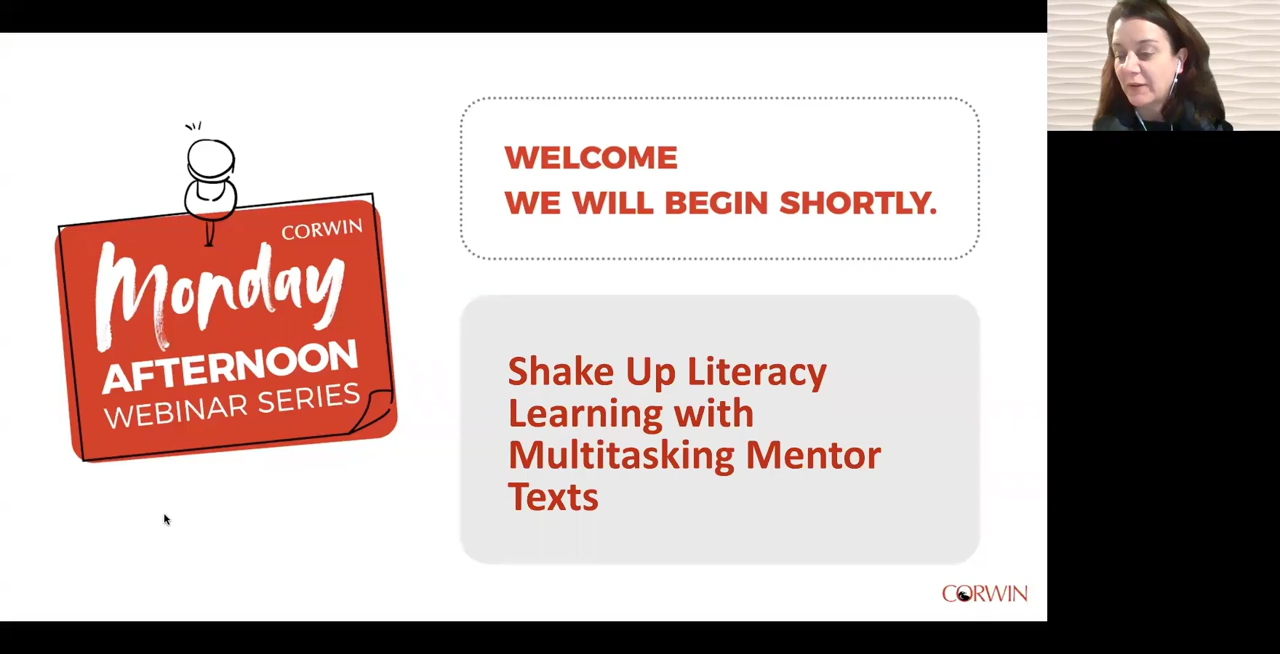 CORWIN
Monday
AFTERNOON
WEBINAR SERIES
WELCOME
WE WILL BEGIN SHORTLY.
Shake Up Literacy
Learning with
Multitasking Mentor
Texts
CORWIN